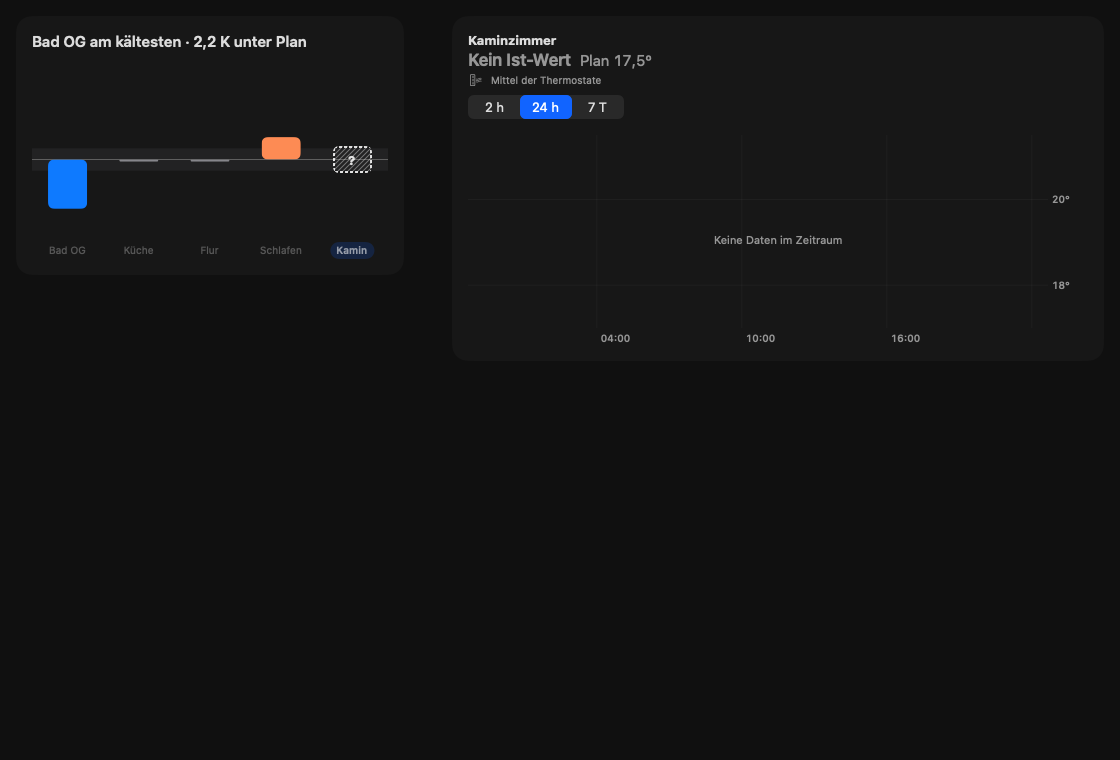 Bad OG am kältesten · 2,2 K unter Plan
?
Bad OG Küche Flur Schlafen Kamin
Kaminzimmer
Kein Ist-Wert Plan 17,5°
Mittel der Thermostate
2 h 24 h 7 T
20°
Keine Daten im Zeitraum
18°
04:00 10:00 16:00